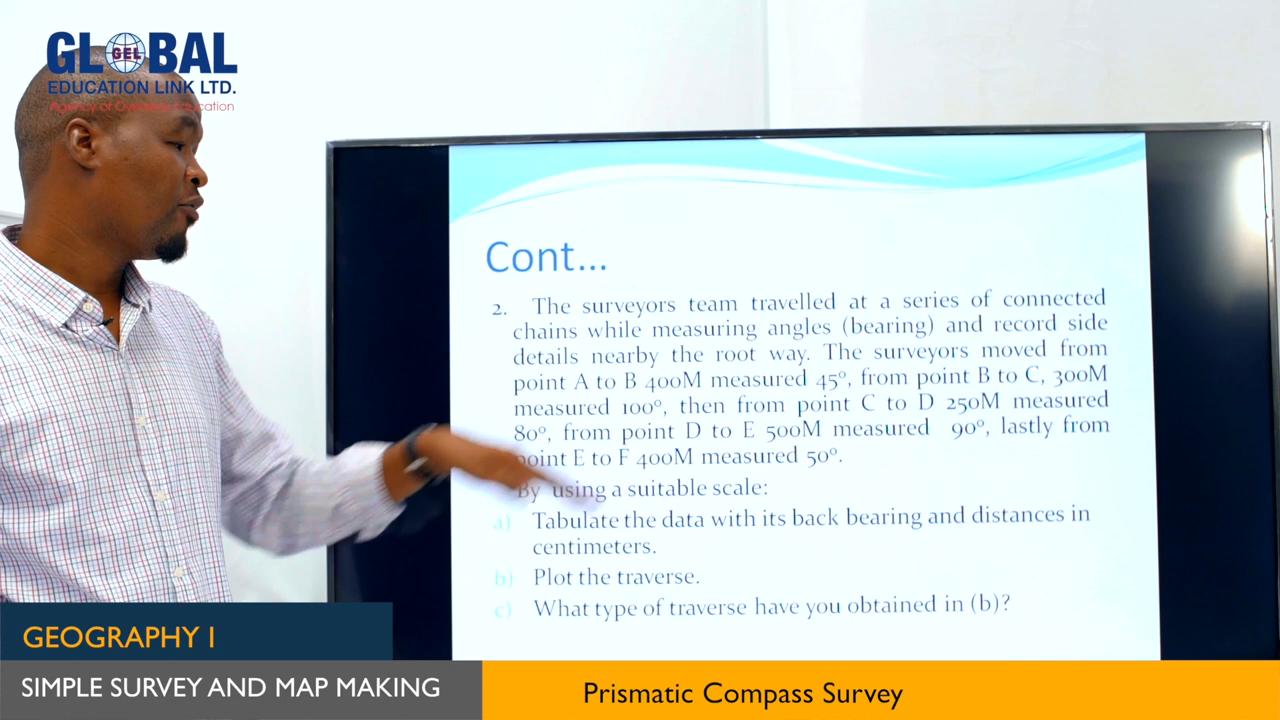 GLOBAL
GEL
EDUCATION LINK LTD.
Agency of Overseas Education
Cont...
2. The surveyors team travelled at a series of connected
chains while measuring angles (bearing) and record side
details nearby the root way. The surveyors moved from
point A to B 400M measured 45°, from point B to C, 300M
measured 100°, then from point C to D 250M measured
80°, from point D to E 500M measured 90°, lastly from
point E to F 400M measured 50°.
By using a suitable scale:
a) Tabulate the data with its back bearing and distances in
centimeters.
b) Plot the traverse.
c) What type of traverse have you obtained in (b)?
GEOGRAPHY I
SIMPLE SURVEY AND MAP MAKING
Prismatic Compass Survey